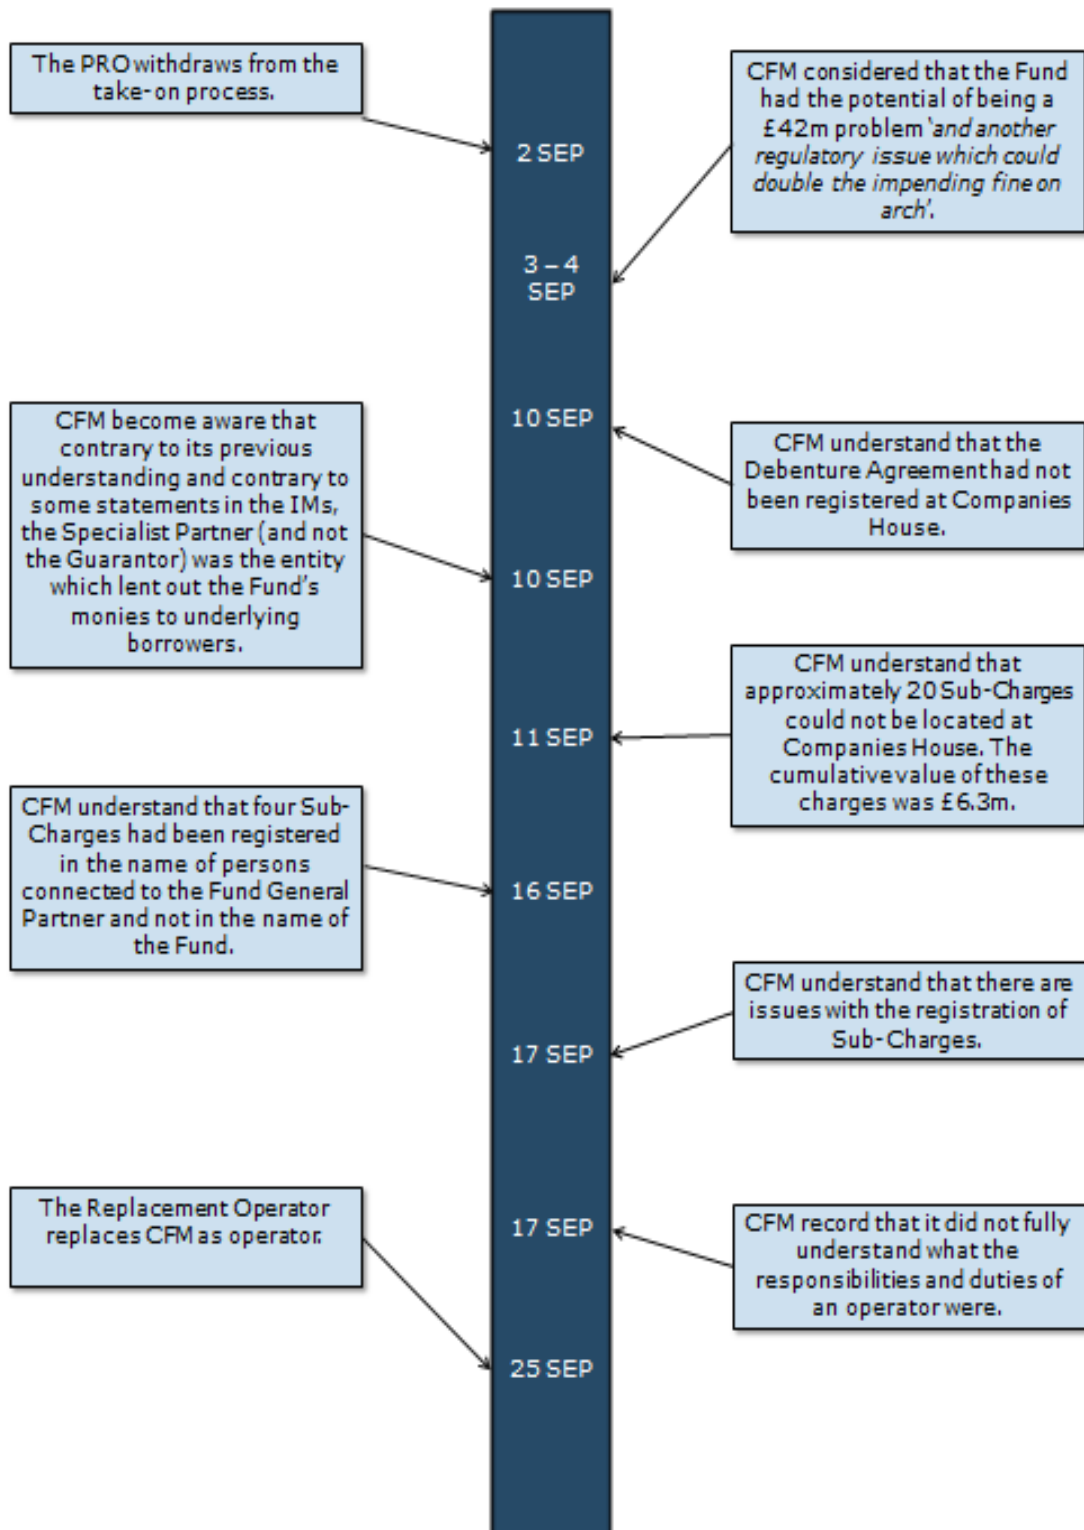 The PRO withdraws from the
take-on process.
2 SEP
CFM considered that the Fund
had the potential of being a
£42m problem ‘and another
regulatory issue which could
double the impending fine on
arch’.
3 – 4
SEP
10 SEP
CFM understand that the
Debenture Agreement had not
been registered at Companies
House.
CFM become aware that
contrary to its previous
understanding and contrary to
some statements in the IMs,
the Specialist Partner (and not
the Guarantor) was the entity
which lent out the Fund’s
monies to underlying
borrowers.
10 SEP
CFM understand that
approximately 20 Sub-Charges
could not be located at
Companies House. The
cumulative value of these
charges was £6.3m.
11 SEP
CFM understand that four Sub-
Charges had been registered
in the name of persons
connected to the Fund General
Partner and not in the name of
the Fund.
16 SEP
CFM understand that there are
issues with the registration of
Sub-Charges.
17 SEP
17 SEP
CFM record that it did not fully
understand what the
responsibilities and duties of
an operator were.
The Replacement Operator
replaces CFM as operator.
25 SEP